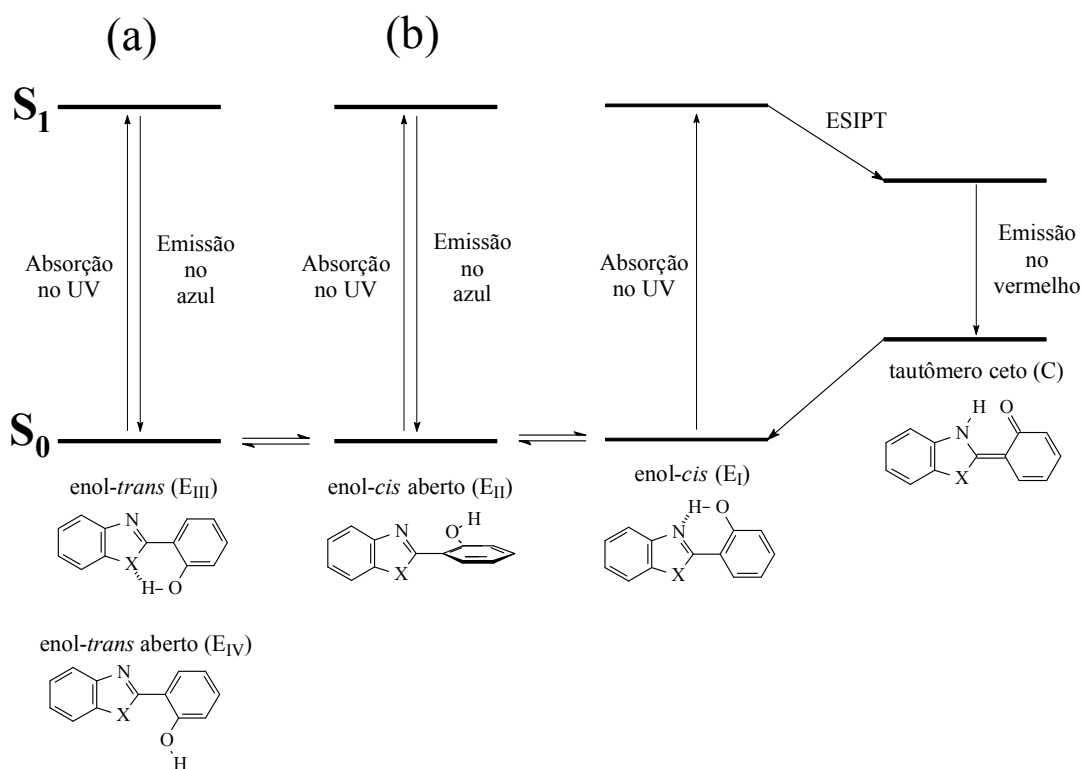 (a)
(b)
S1
ESIPT
Absorção
no UV
Emissão
no
azul
Absorção
no UV
Emissão
no
azul
Absorção
no UV
Emissão
no
vermelho
tautômero ceto (C)
S0
enol-trans (EIII)
enol-cis aberto (EII)
enol-cis (EI)
N
H
O
X
N
X
H
O
N
X
O
H
N
X
H
O
enol-trans aberto (EIV)
N
X
O
H